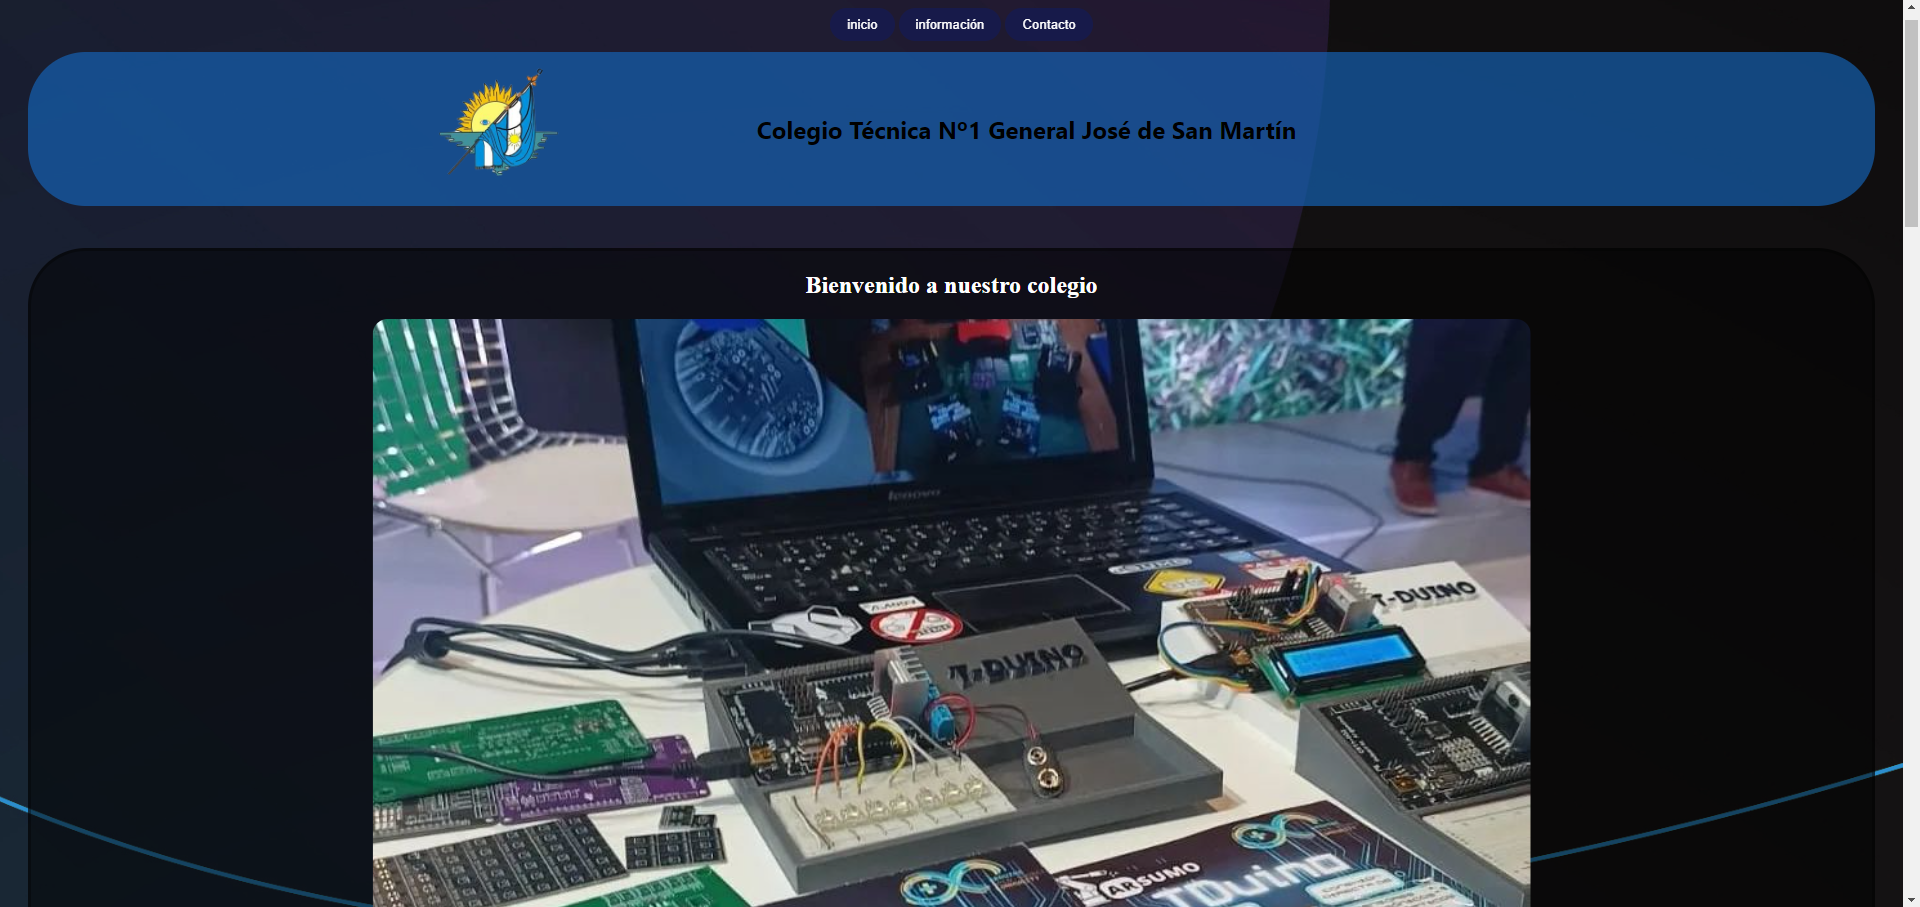 inicio información Contacto
Colegio Técnica Nº1 General José de San Martín
Bienvenido a nuestro colegio
lenovo
T-DUINO
T-DUINO
ARSUMO
TDuino